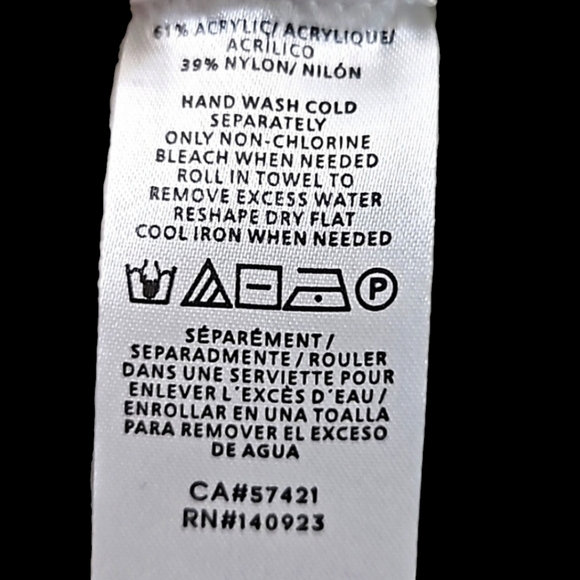 61% ACRYLIC/ ACRYLIQUE/
ACRÍLICO
39% NYLON/ NILÓN
HAND WASH COLD
SEPARATELY
ONLY NON-CHLORINE
BLEACH WHEN NEEDED
ROLL IN TOWEL TO
REMOVE EXCESS WATER
RESHAPE DRY FLAT
COOL IRON WHEN NEEDED
P
SÉPARÉMENT/
SEPARADMENTE/ROULER
DANS UNE SERVIETTE POUR
ENLEVER L'EXCÈS D'EAU/
ENROLLAR EN UNA TOALLA
PARA REMOVER EL EXCESO
DE AGUA
CA#57421
RN#140923